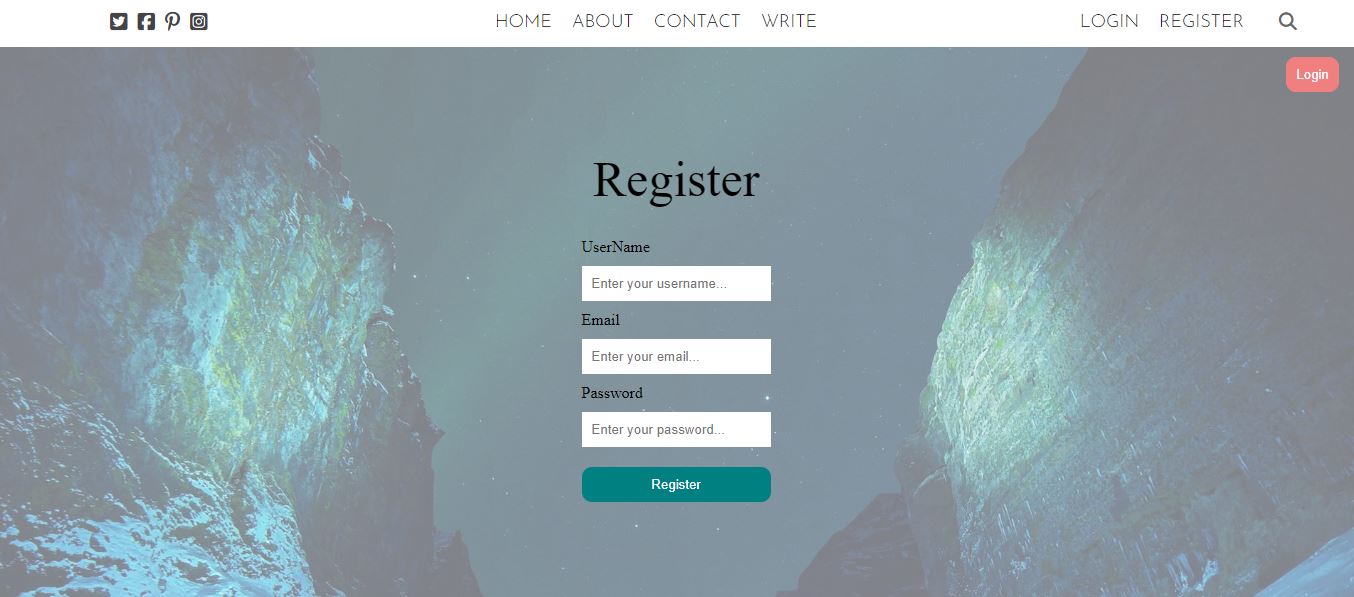 HOME ABOUT CONTACT WRITE LOGIN REGISTER
Login
Register
UserName
Enter your username...
Email
Enter your email...
Password
Enter your password...
Register